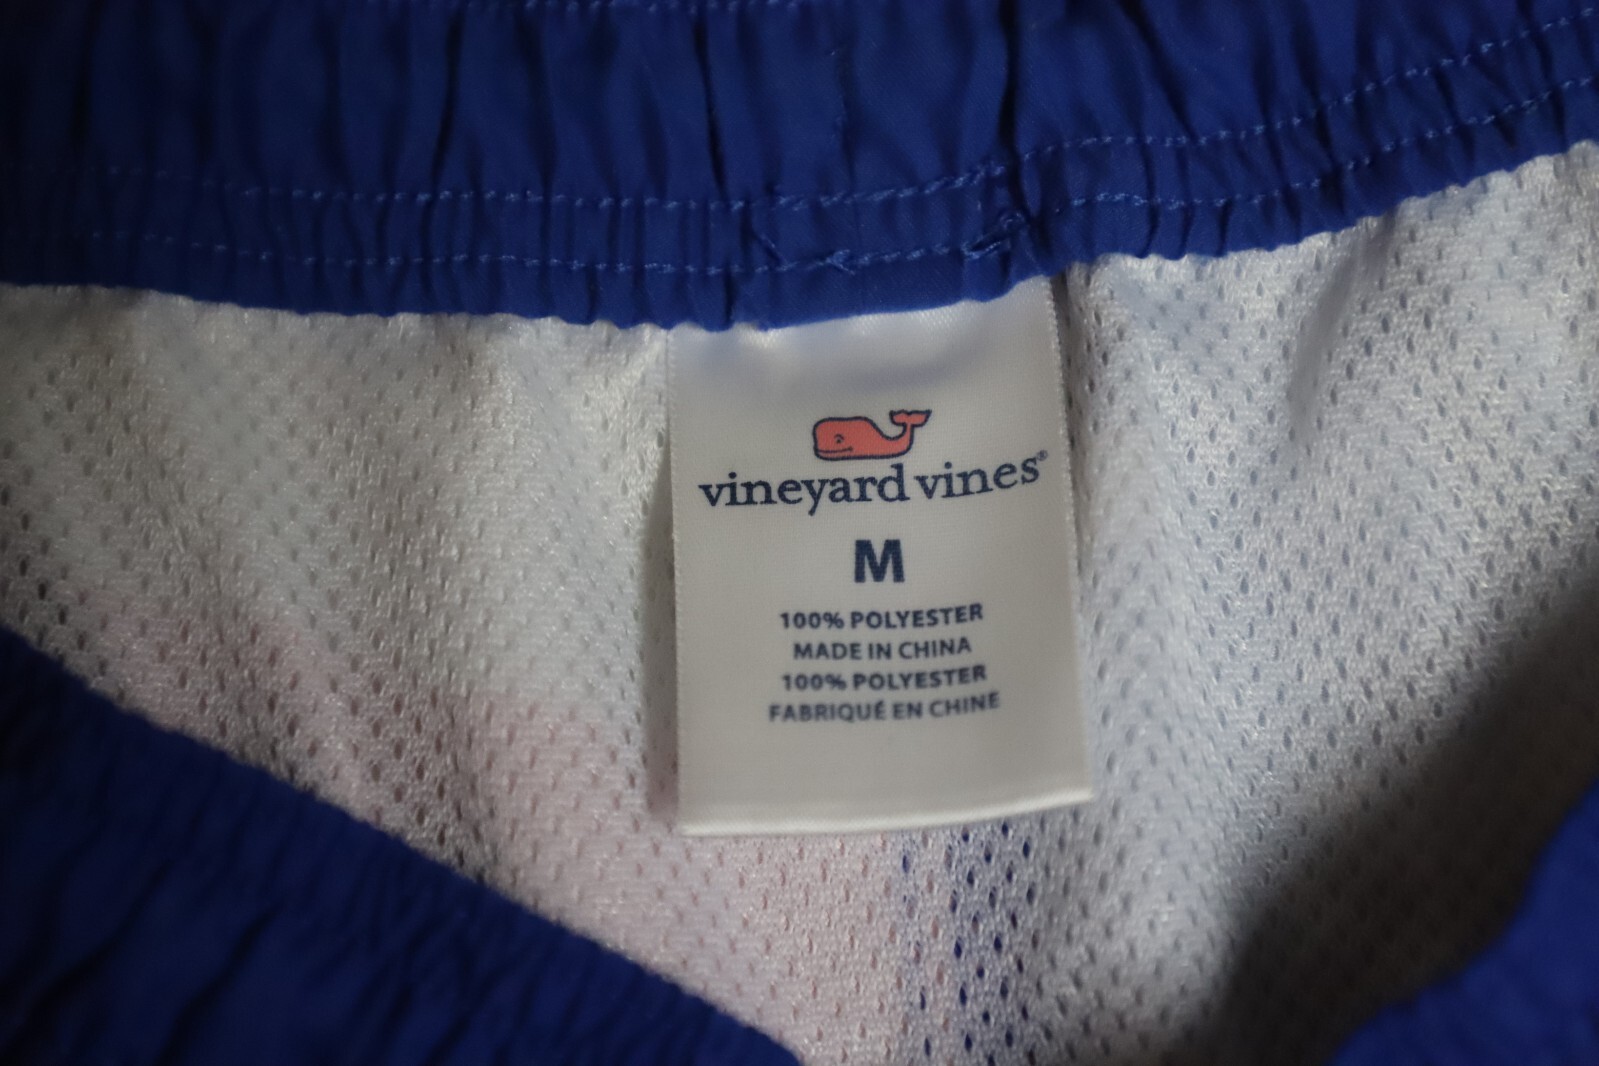 vineyard vines®
M
100% POLYESTER
MADE IN CHINA
100% POLYESTER
FABRIQUÉ EN CHINE